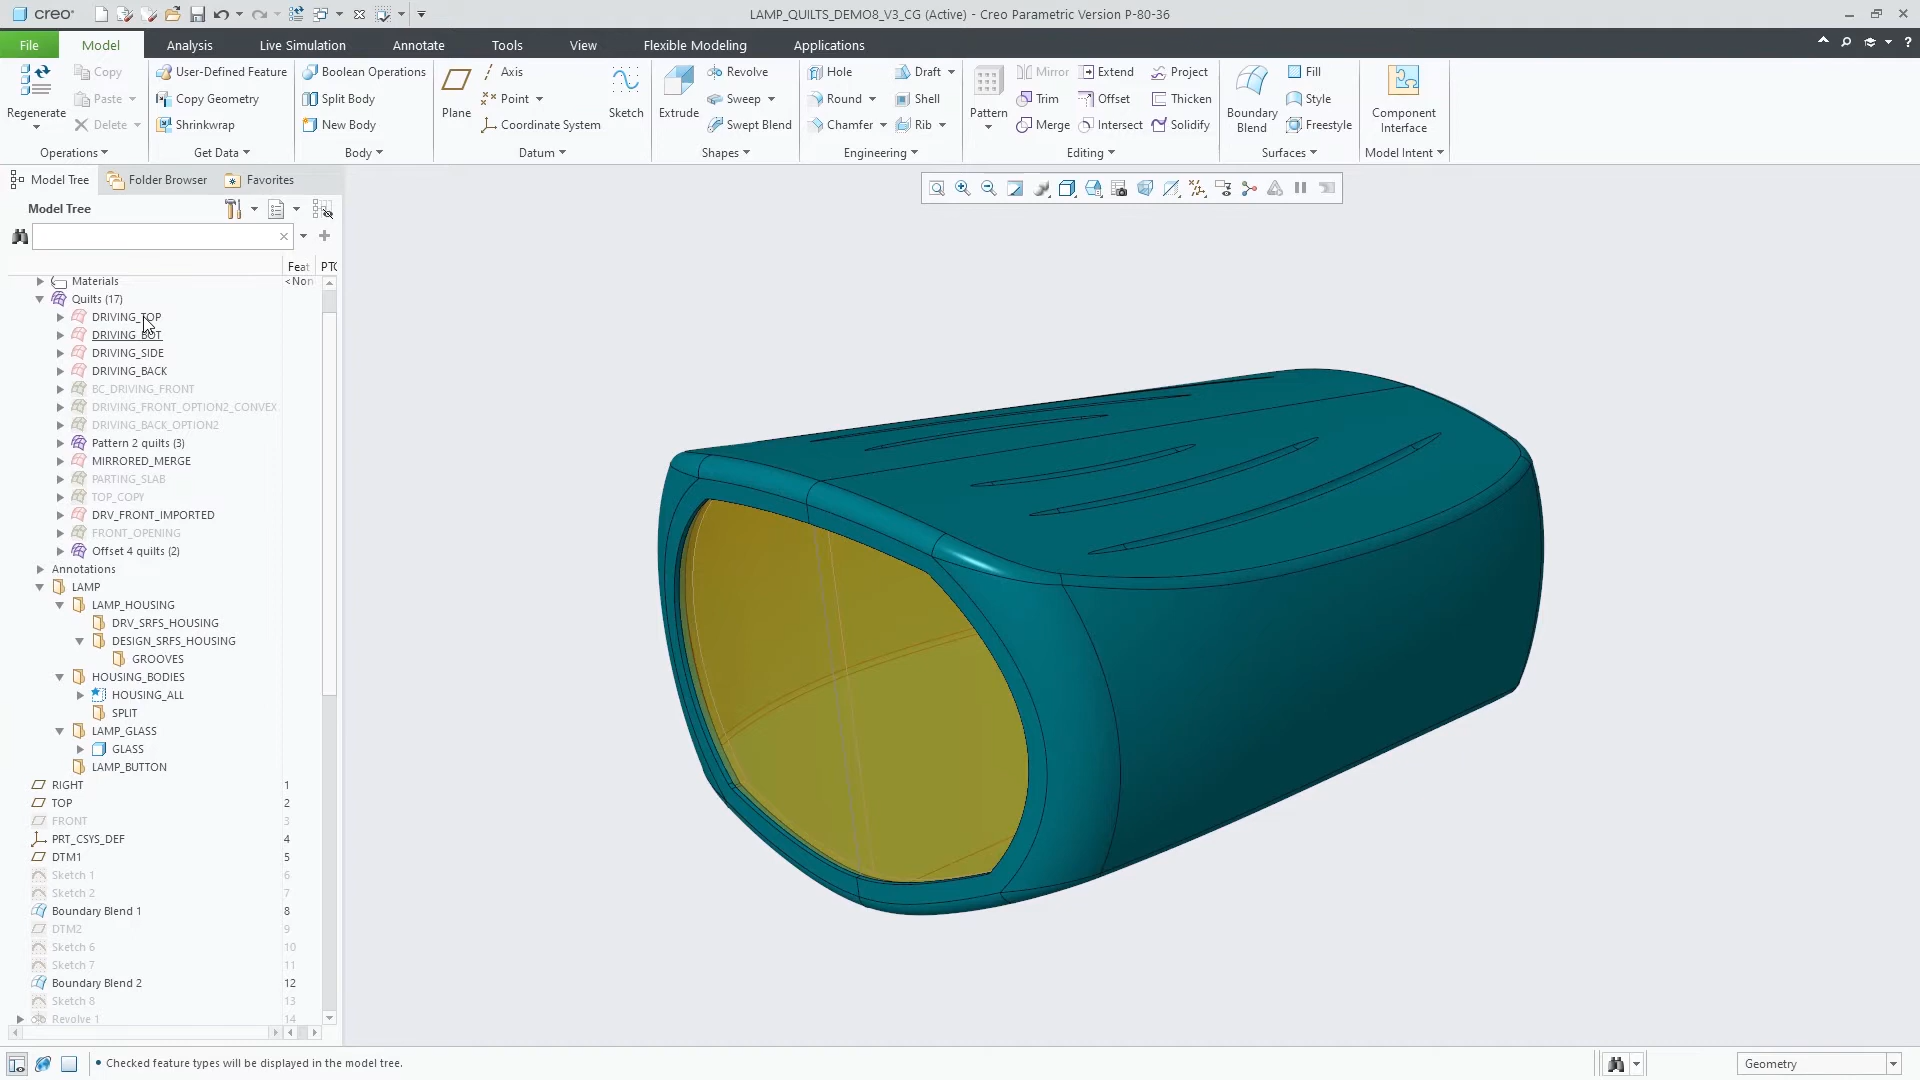 creo
LAMP_QUILTS_DEMO8_V3_CG (Active) - Creo Parametric Version P-80-36
File Model Analysis Live Simulation Annotate Tools View Flexible Modeling Applications
Regenerate
Copy
Paste
Delete
Operations
User-Defined Feature
Copy Geometry
Shrinkwrap
Get Data
Boolean Operations
Split Body
New Body
Body
Plane
Axis
Point
Coordinate System
Sketch
Datum
Extrude
Revolve
Sweep
Swept Blend
Shapes
Hole
Round
Chamfer
Draft
Shell
Rib
Engineering
Pattern
Mirror
Trim
Merge
Extend
Offset
Intersect
Project
Thicken
Solidify
Editing
Boundary
Blend
Fill
Style
Freestyle
Surfaces
Component
Interface
Model Intent
Model Tree Folder Browser Favorites
Model Tree
Feat PT
Materials <Non
Quilts (17)
DRIVING_TOP
DRIVING_BOT
DRIVING_SIDE
DRIVING_BACK
BC_DRIVING_FRONT
DRIVING_FRONT_OPTION2_CONVEX
DRIVING_BACK_OPTION2
Pattern 2 quilts (3)
MIRRORED_MERGE
PARTING_SLAB
TOP_COPY
DRV_FRONT_IMPORTED
FRONT_OPENING
Offset 4 quilts (2)
Annotations
LAMP
LAMP_HOUSING
DRV_SRFS_HOUSING
DESIGN_SRFS_HOUSING
GROOVES
HOUSING_BODIES
HOUSING_ALL
SPLIT
LAMP_GLASS
GLASS
LAMP_BUTTON
RIGHT 1
TOP 2
FRONT 3
PRT_CSYS_DEF 4
DTM1 5
Sketch 1 6
Sketch 2 7
Boundary Blend 1 8
DTM2 9
Sketch 6 10
Sketch 7 11
Boundary Blend 2 12
Sketch 8 13
Revolve 1 14
• Checked feature types will be displayed in the model tree.
Geometry